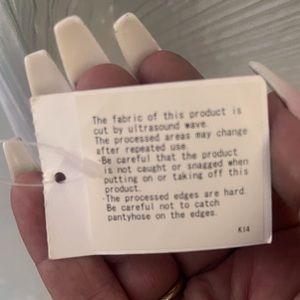 The fabric of this product is
cut by ultrasound wave.
The processed areas may change
after repeated use.
·Be careful that the product
is not caught or snagged when
putting on or taking off this
product.
·The processed edges are hard.
Be careful not to catch
pantyhose on the edges.
K14